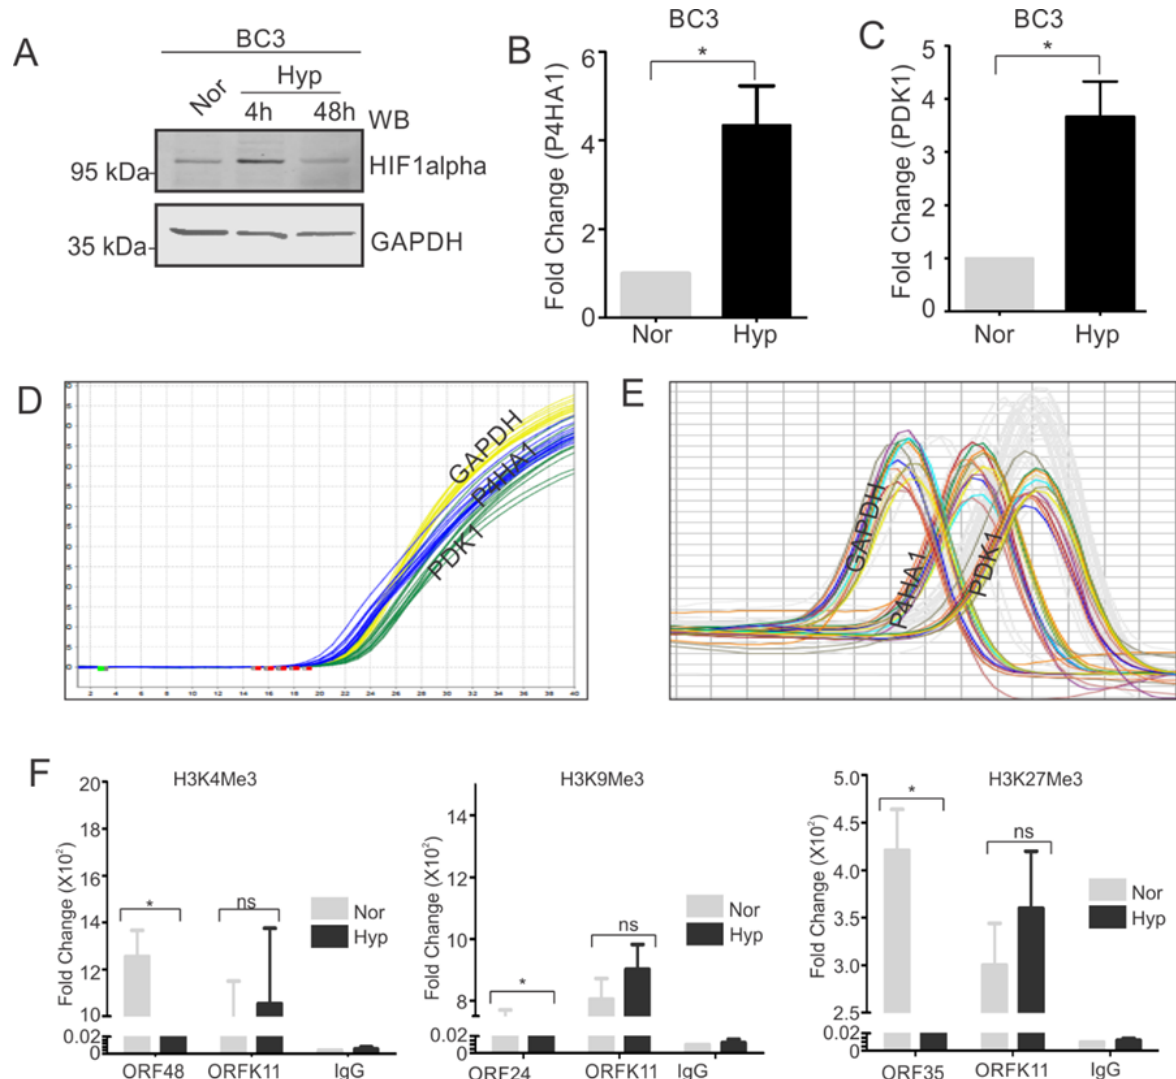 A
BC3
Nor
Hyp
4h
48h
WB
95 kDa
HIF1alpha
35 kDa
GAPDH
B
BC3
*
Fold Change (P4HA1)
6
4
2
0
Nor
Hyp
C
BC3
*
Fold Change (PDK1)
5
4
3
2
1
0
Nor
Hyp
D
GAPDH
P4HA1
PDK1
2 4 6 8 10 12 14 16 18 20 22 24 26 28 30 32 34 36 38 40
E
GAPDH
P4HA1
PDK1
F
H3K4Me3
Fold Change (X10²)
20
18
16
14
12
10
0.02
0
*
ns
Nor
Hyp
ORF48
ORFK11
IgG
H3K9Me3
Fold Change (X10²)
14
12
10
8
0.02
0
*
ns
Nor
Hyp
ORF24
ORFK11
IgG
H3K27Me3
Fold Change (X10²)
5.0
4.5
4.0
3.5
3.0
2.5
0.02
0
*
ns
Nor
Hyp
ORF35
ORFK11
IgG